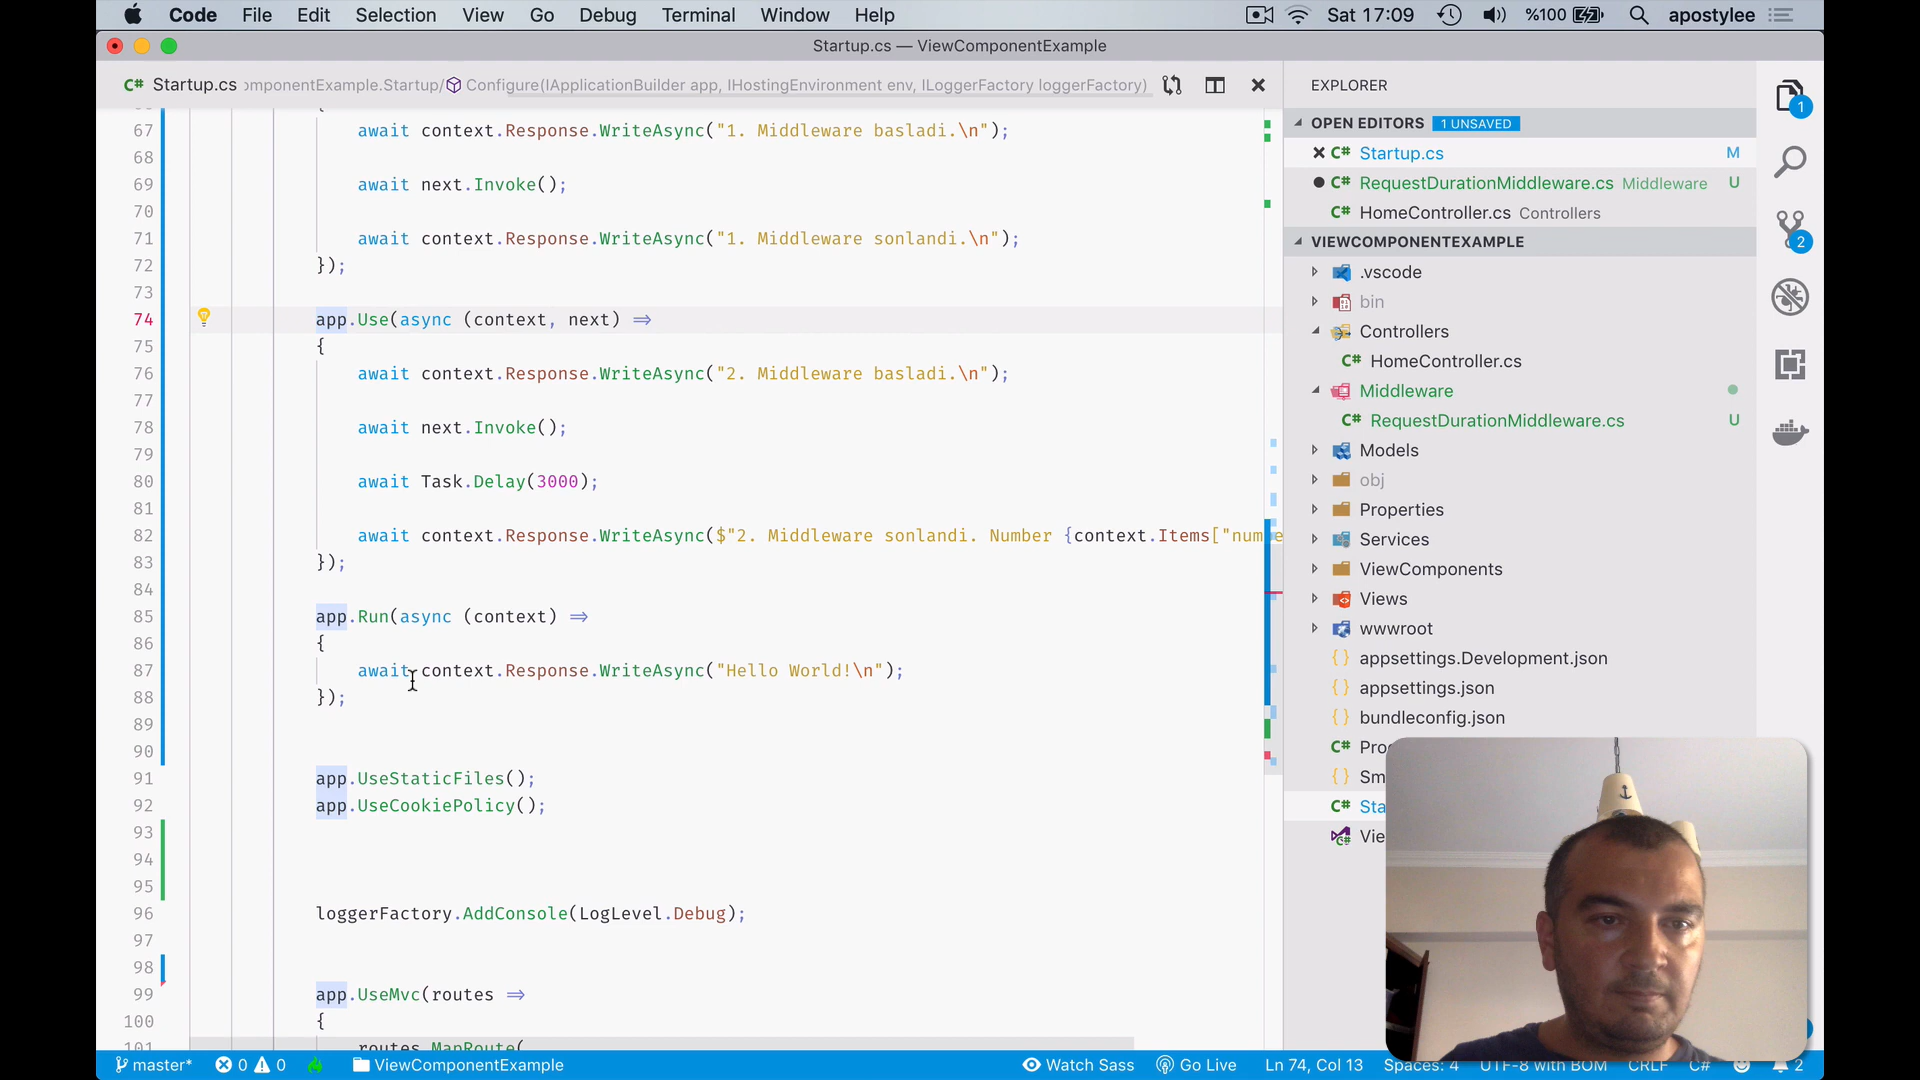 Code File Edit Selection View Go Debug Terminal Window Help Sat 17:09 %100 apostylee
Startup.cs — ViewComponentExample
C# Startup.cs omponentExample.Startup/ Configure(IApplicationBuilder app, IHostingEnvironment env, ILoggerFactory loggerFactory)
{
67 await context.Response.WriteAsync("1. Middleware basladi.\n");
68
69 await next.Invoke();
70
71 await context.Response.WriteAsync("1. Middleware sonlandi.\n");
72 });
73
74 app.Use(async (context, next) =>
75 {
76 await context.Response.WriteAsync("2. Middleware basladi.\n");
77
78 await next.Invoke();
79
80 await Task.Delay(3000);
81
82 await context.Response.WriteAsync($"2. Middleware sonlandi. Number {context.Items["numbe
83 });
84
85 app.Run(async (context) =>
86 {
87 await context.Response.WriteAsync("Hello World!\n");
88 });
89
90
91 app.UseStaticFiles();
92 app.UseCookiePolicy();
93
94
95
96 loggerFactory.AddConsole(LogLevel.Debug);
97
98
99 app.UseMvc(routes =>
100 {
101 routes.MapRoute(
EXPLORER
OPEN EDITORS 1 UNSAVED
C# Startup.cs M
C# RequestDurationMiddleware.cs Middleware U
C# HomeController.cs Controllers
VIEWCOMPONENTEXAMPLE
.vscode
bin
Controllers
C# HomeController.cs
Middleware
C# RequestDurationMiddleware.cs U
Models
obj
Properties
Services
ViewComponents
Views
wwwroot
{} appsettings.Development.json
{} appsettings.json
{} bundleconfig.json
C# Pro
{} Sm
C# Sta
Vie
1
2
master* 0 0 ViewComponentExample Watch Sass Go Live Ln 74, Col 13 Spaces: 4 UTF-8 with BOM CRLF C# 2